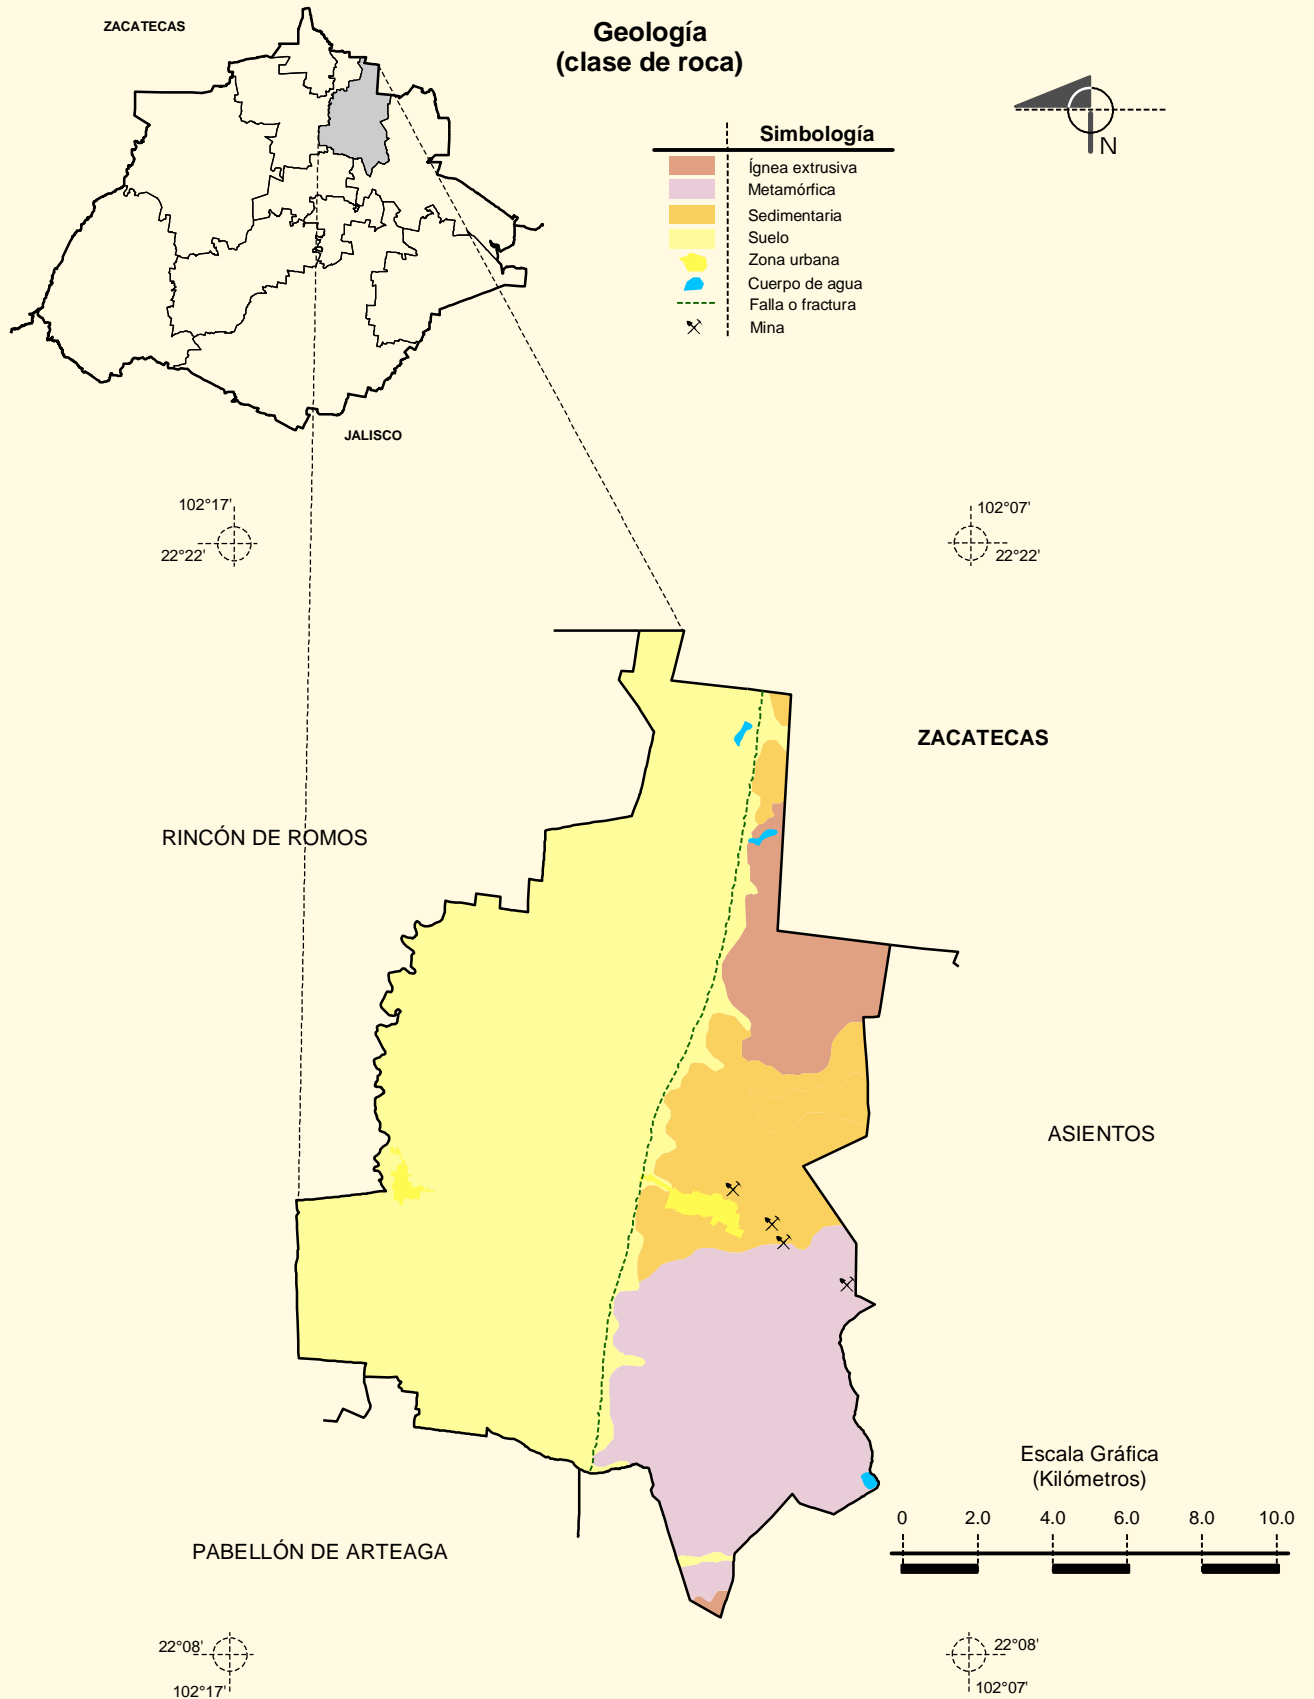 ZACATECAS
Geología
(clase de roca)
N
Simbología
Ígnea extrusiva
Metamórfica
Sedimentaria
Suelo
Zona urbana
Cuerpo de agua
Falla o fractura
Mina
JALISCO
102°17'
22°22'
102°07'
22°22'
ZACATECAS
RINCÓN DE ROMOS
ASIENTOS
Escala Gráfica
(Kilómetros)
0 2.0 4.0 6.0 8.0 10.0
PABELLÓN DE ARTEAGA
22°08'
102°17'
22°08'
102°07'